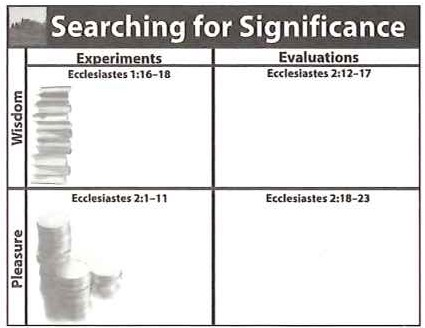 Searching for Significance
Experiments
Evaluations
Wisdom
Ecclesiastes 1:16–18
Ecclesiastes 2:12–17
Pleasure
Ecclesiastes 2:1–11
Ecclesiastes 2:18–23